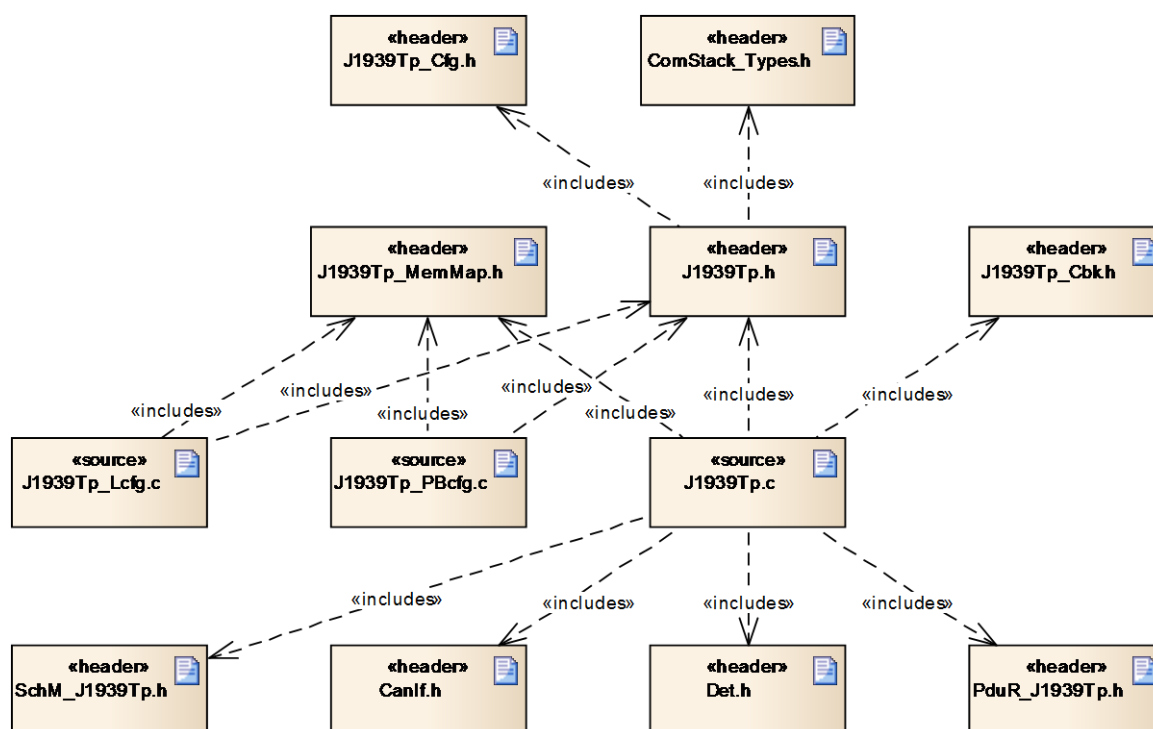 «header»
J1939Tp_Cfg.h
«header»
ComStack_Types.h
«includes»
«includes»
«header»
J1939Tp_MemMap.h
«header»
J1939Tp.h
«header»
J1939Tp_Cbk.h
«includes»
«includes»
«includes»
«includes»
«includes»
«includes»
«includes»
«source»
J1939Tp_Lcfg.c
«source»
J1939Tp_PBcfg.c
«source»
J1939Tp.c
«includes»
«includes»
«includes»
«includes»
«header»
SchM_J1939Tp.h
«header»
CanIf.h
«header»
Det.h
«header»
PduR_J1939Tp.h